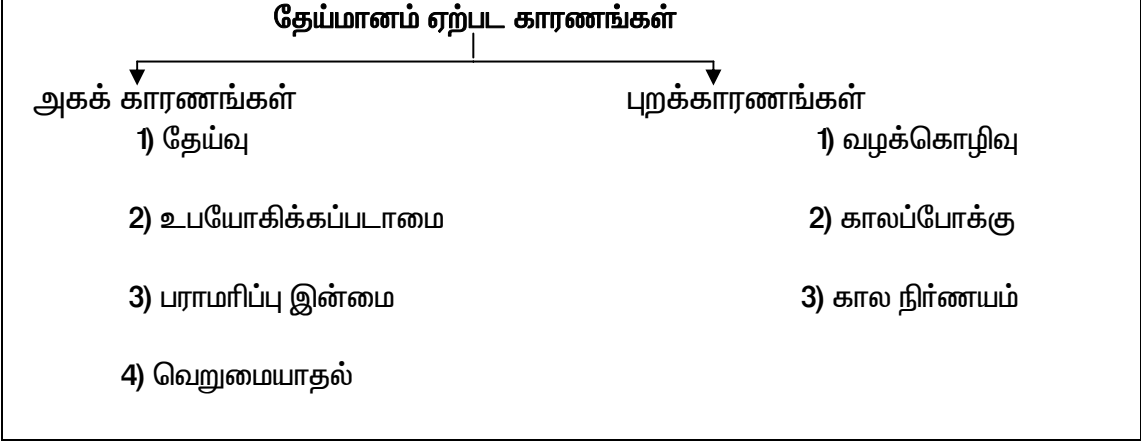 தேய்மானம் ஏற்பட காரணங்கள்
அகக் காரணங்கள் புறக்காரணங்கள்
1) தேய்வு 1) வழக்கொழிவு
2) உபயோகிக்கப்படாமை 2) காலப்போக்கு
3) பராமரிப்பு இன்மை 3) கால நிர்ணயம்
4) வெறுமையாதல்